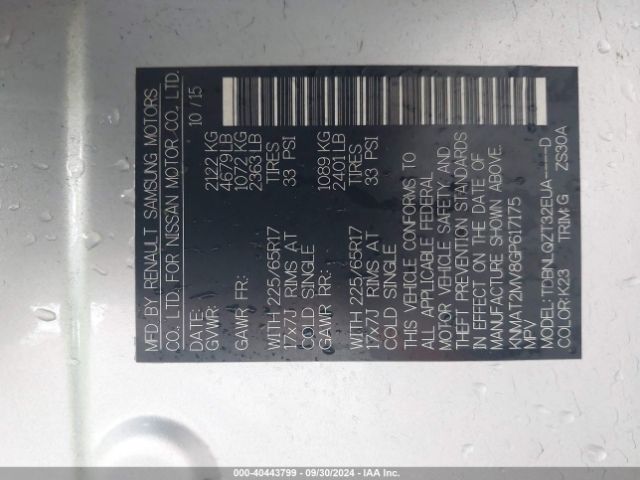 MFD BY RENAULT SAMSUNG MOTORS
CO., LTD. FOR NISSAN MOTOR CO., LTD.
DATE: 10 / 15
GVWR: 2122 KG
4679 LB
GAWR FR: 1072 KG
2363 LB
WITH 225/65R17 TIRES
17x7J RIMS AT 33 PSI
COLD SINGLE
GAWR RR: 1089 KG
2401 LB
WITH 225/65R17 TIRES
17x7J RIMS AT 33 PSI
COLD SINGLE
THIS VEHICLE CONFORMS TO
ALL APPLICABLE FEDERAL
MOTOR VEHICLE SAFETY AND
THEFT PREVENTION STANDARDS
IN EFFECT ON THE DATE OF
MANUFACTURE SHOWN ABOVE.
KNMAT2MV8GP617175
MPV
MODEL: TDBNLQZT32EUA----D
COLOR: K23 TRIM: G ZS30A
000-40443799 - 09/30/2024 - IAA Inc.